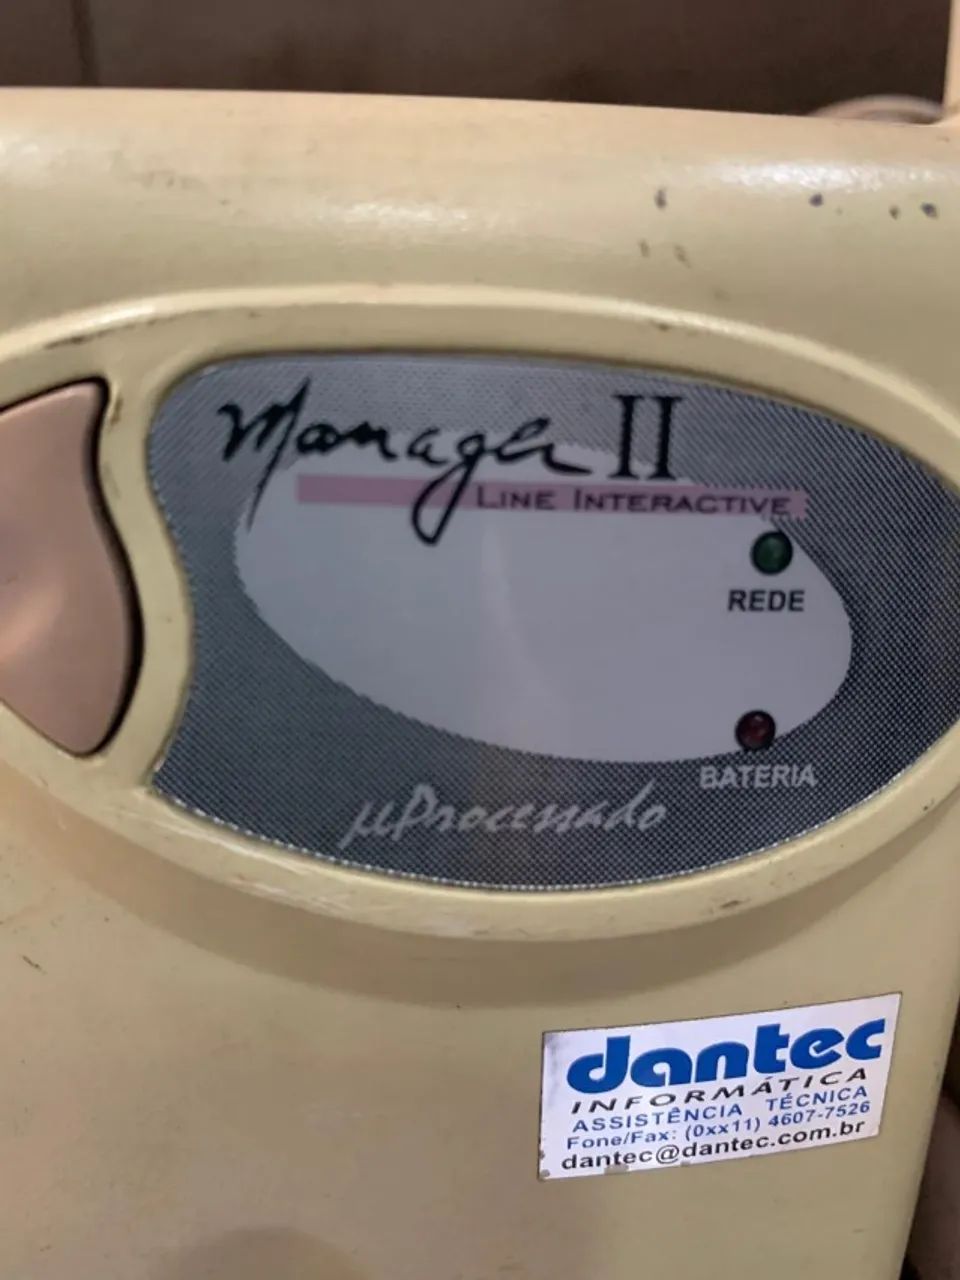 Manager II
LINE INTERACTIVE
REDE
BATERIA
µProcessado
dantec
INFORMÁTICA
ASSISTÊNCIA TÉCNICA
Fone/Fax: (0xx11) 4607-7526
dantec@dantec.com.br